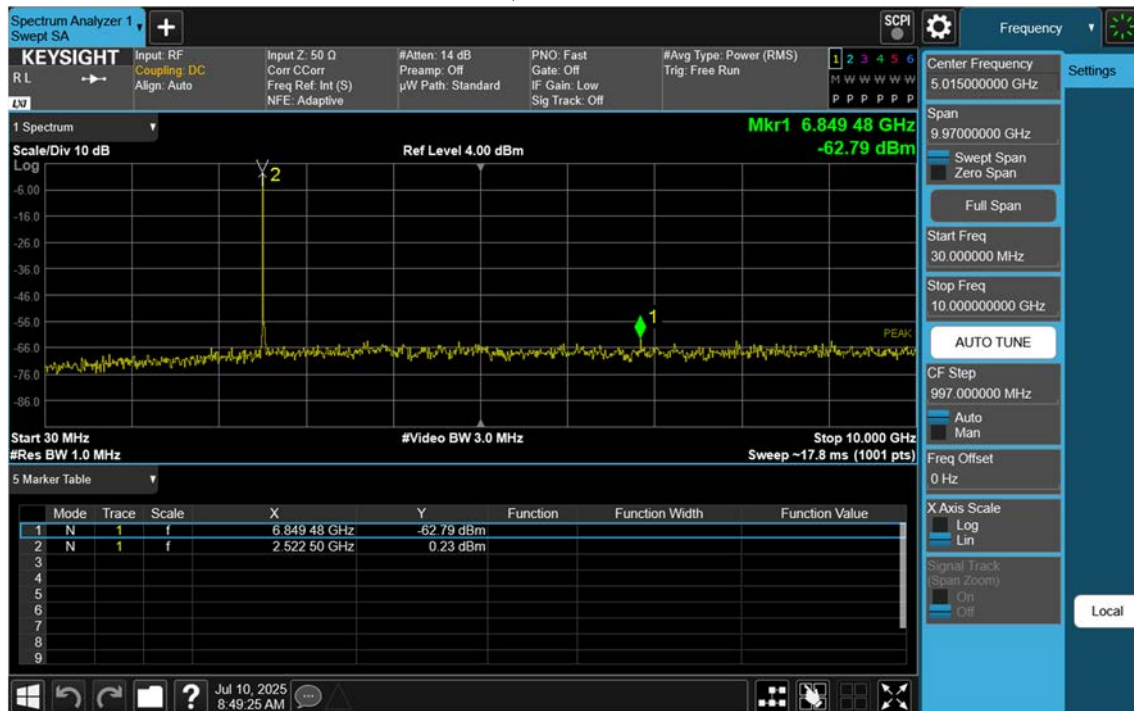 Spectrum Analyzer 1
Swept SA
SCPI
Frequency
KEYSIGHT
RL
LXI
Input: RF
Coupling: DC
Align: Auto
Input Z: 50 Ω
Corr CCorr
Freq Ref: Int (S)
NFE: Adaptive
#Atten: 14 dB
Preamp: Off
µW Path: Standard
PNO: Fast
Gate: Off
IF Gain: Low
Sig Track: Off
#Avg Type: Power (RMS)
Trig: Free Run
1 2 3 4 5 6
M W W W W W
P P P P P P
1 Spectrum
Scale/Div 10 dB
Ref Level 4.00 dBm
Mkr1 6.849 48 GHz
-62.79 dBm
Log
-6.00
-16.0
-26.0
-36.0
-46.0
-56.0
-66.0
-76.0
-86.0
2
1
PEAK
Start 30 MHz
#Video BW 3.0 MHz
Stop 10.000 GHz
#Res BW 1.0 MHz
Sweep ~17.8 ms (1001 pts)
5 Marker Table
Mode Trace Scale X Y Function Function Width Function Value
1 N 1 f 6.849 48 GHz -62.79 dBm
2 N 1 f 2.522 50 GHz 0.23 dBm
3
4
5
6
7
8
9
Center Frequency
5.015000000 GHz
Settings
Span
9.97000000 GHz
Swept Span
Zero Span
Full Span
Start Freq
30.000000 MHz
Stop Freq
10.000000000 GHz
AUTO TUNE
CF Step
997.000000 MHz
Auto
Man
Freq Offset
0 Hz
X Axis Scale
Log
Lin
Signal Track
(Span Zoom)
On
Off
Local
?
Jul 10, 2025
8:49:25 AM